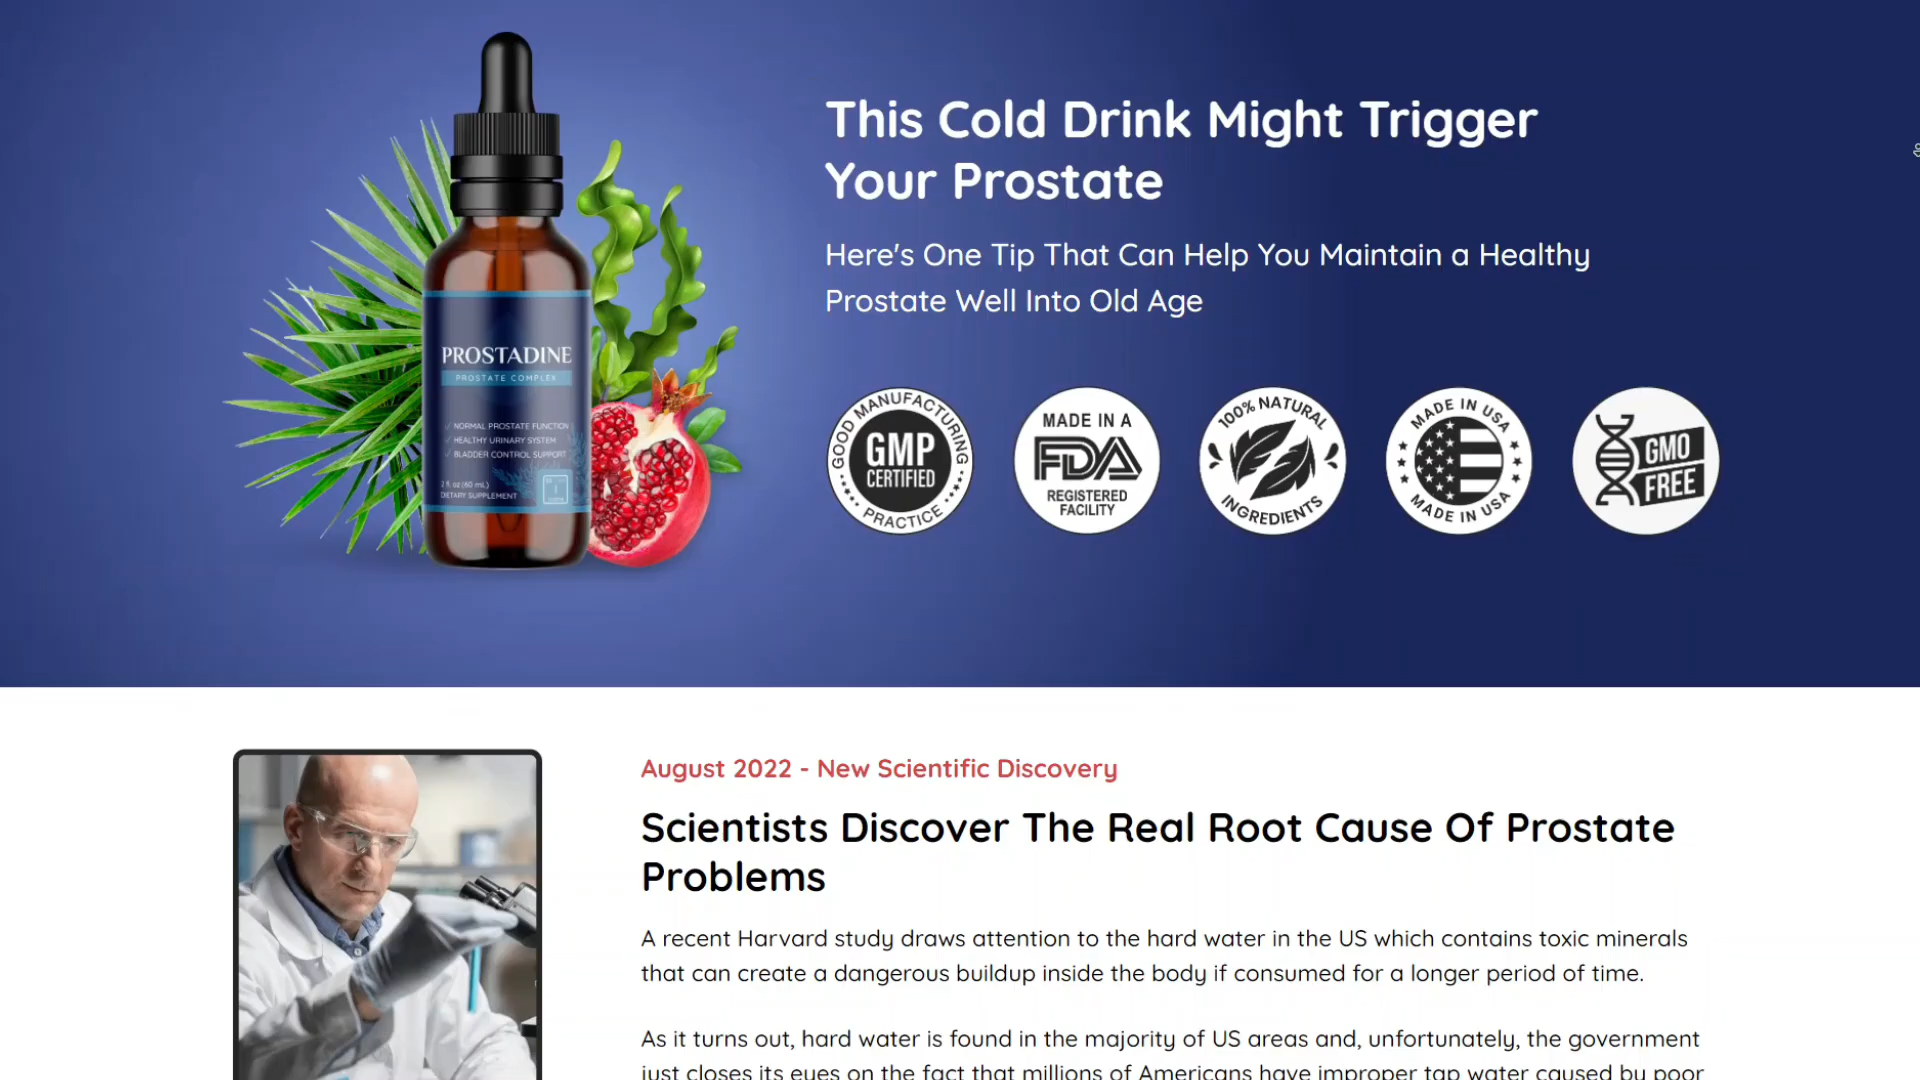 This Cold Drink Might Trigger
Your Prostate
Here's One Tip That Can Help You Maintain a Healthy
Prostate Well Into Old Age
PROSTADINE
PROSTATE COMPLEX
NORMAL PROSTATE FUNCTION
HEALTHY URINARY SYSTEM
BLADDER CONTROL SUPPORT
2 fl oz (60 mL)
DIETARY SUPPLEMENT
GOOD MANUFACTURING
GMP
CERTIFIED
PRACTICE
MADE IN A
FDA
REGISTERED
FACILITY
100% NATURAL
INGREDIENTS
MADE IN USA
MADE IN USA
GMO
FREE
August 2022 - New Scientific Discovery
Scientists Discover The Real Root Cause Of Prostate
Problems
A recent Harvard study draws attention to the hard water in the US which contains toxic minerals
that can create a dangerous buildup inside the body if consumed for a longer period of time.
As it turns out, hard water is found in the majority of US areas and, unfortunately, the government
just closes its eyes on the fact that millions of Americans have improper tap water caused by poor